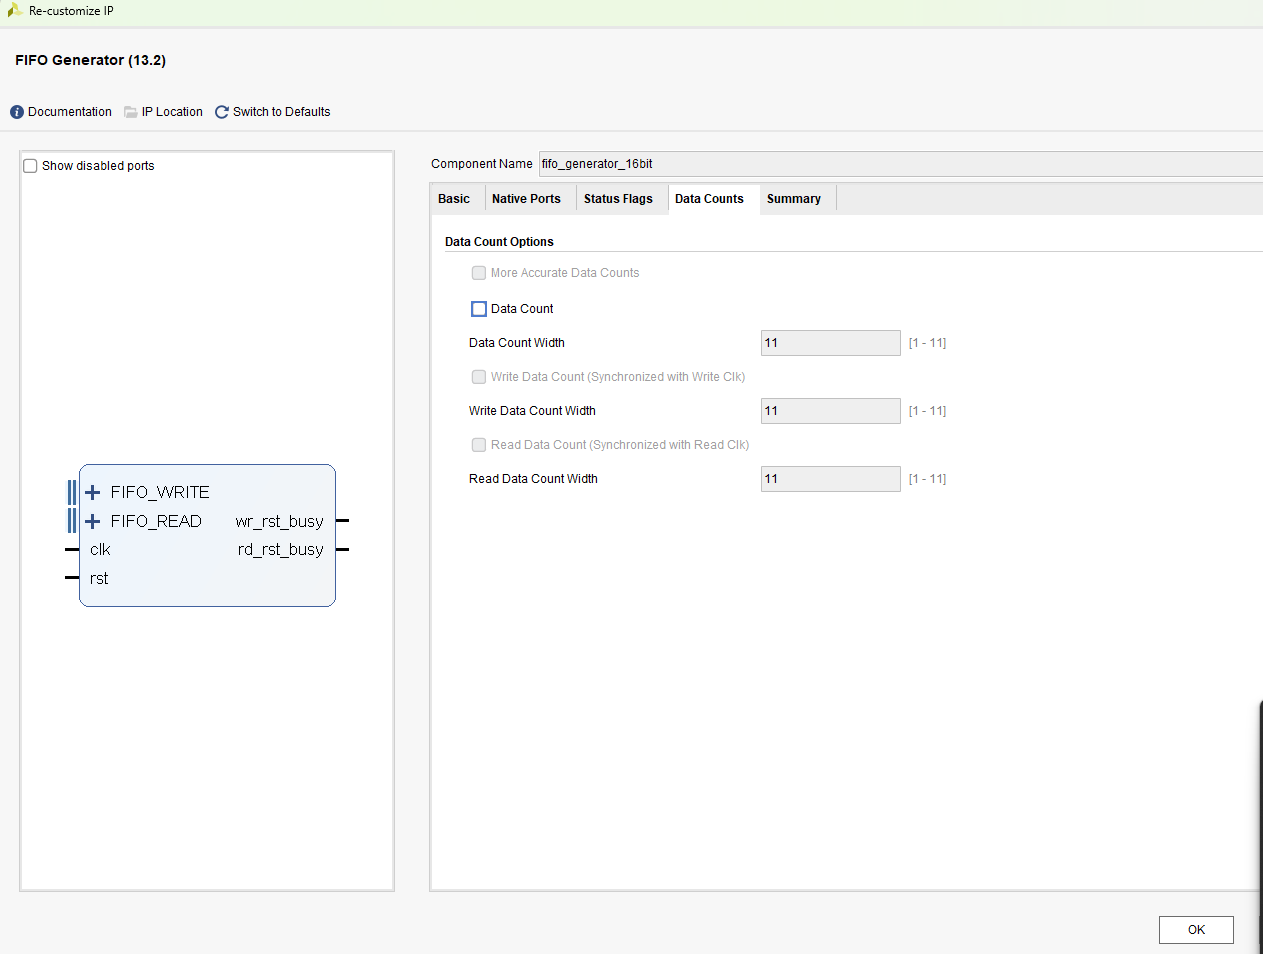 Re-customize IP
FIFO Generator (13.2)
Documentation IP Location Switch to Defaults
Show disabled ports
FIFO_WRITE
FIFO_READ wr_rst_busy
clk rd_rst_busy
rst
Component Name fifo_generator_16bit
Basic Native Ports Status Flags Data Counts Summary
Data Count Options
More Accurate Data Counts
Data Count
Data Count Width 11 [1 - 11]
Write Data Count (Synchronized with Write Clk)
Write Data Count Width 11 [1 - 11]
Read Data Count (Synchronized with Read Clk)
Read Data Count Width 11 [1 - 11]
OK